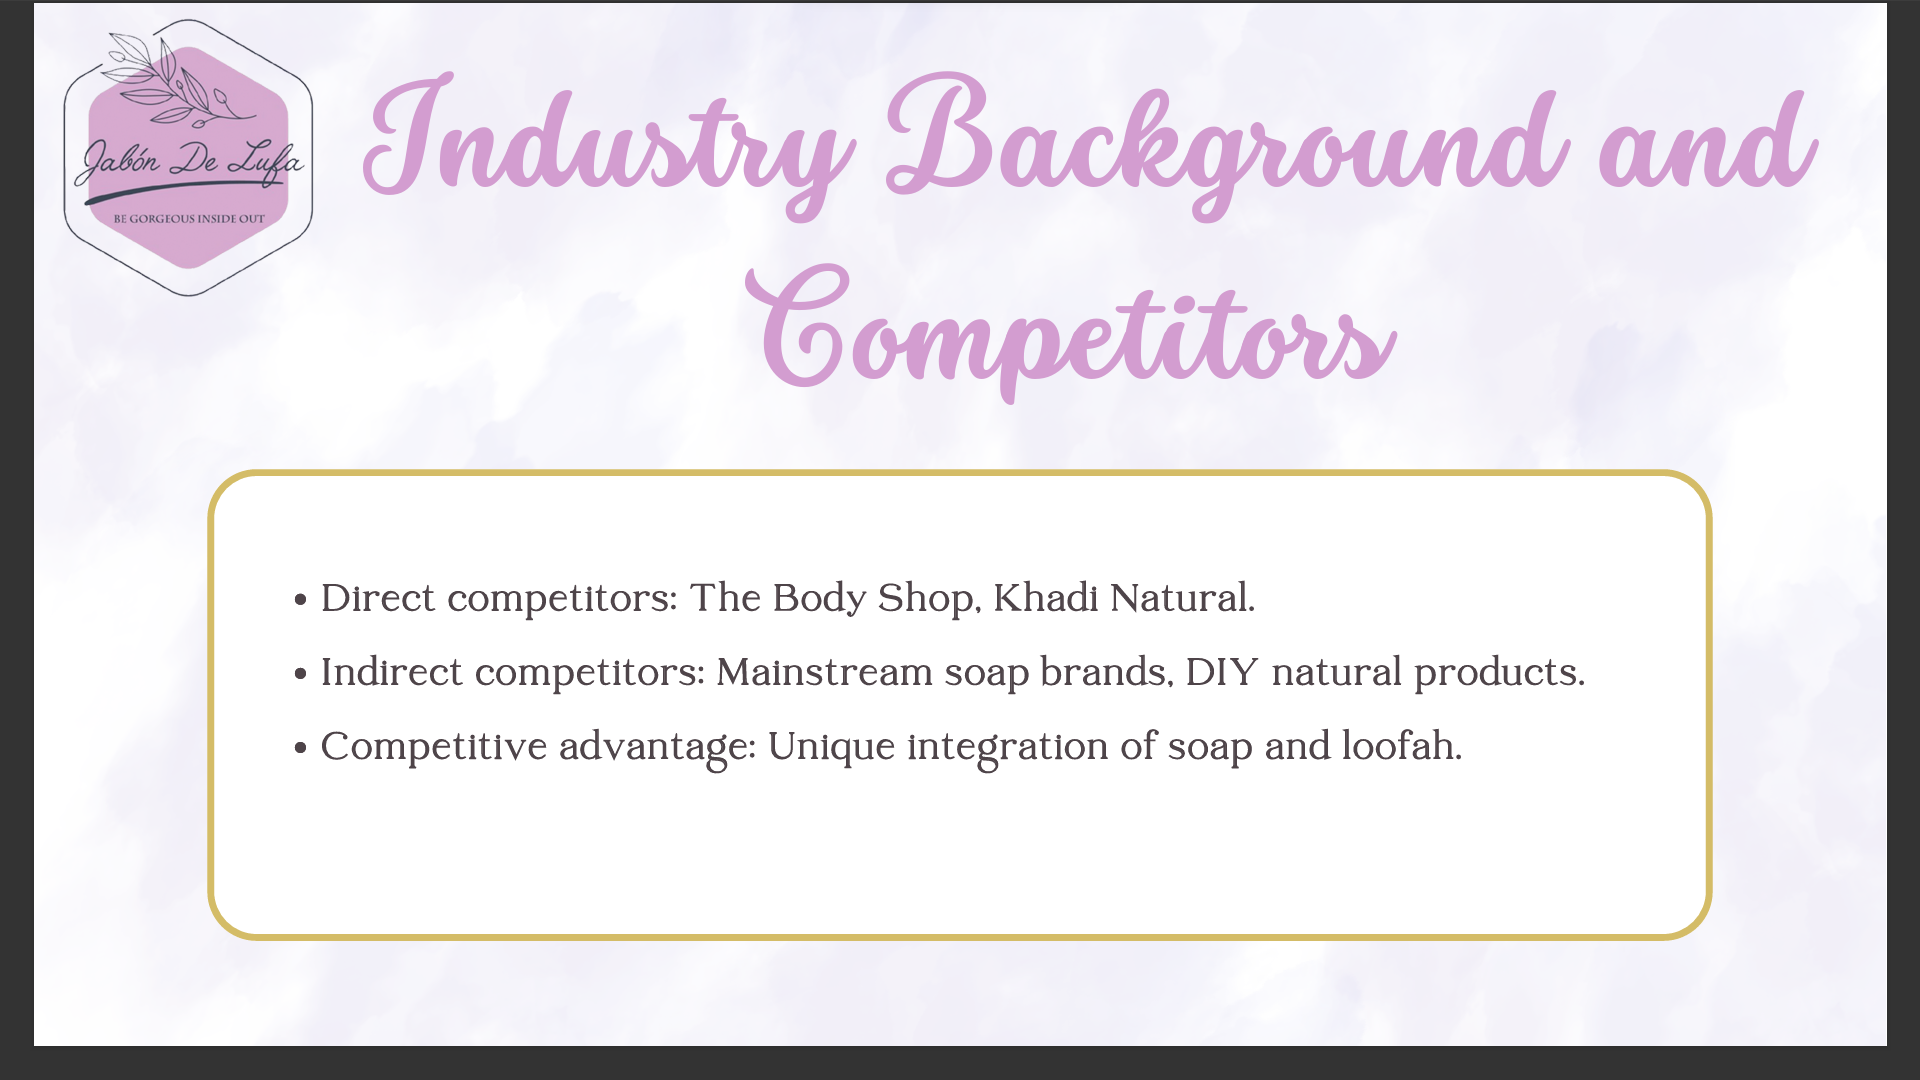 Jabón De Lufa
BE GORGEOUS INSIDE OUT
Industry Background and
Competitors
• Direct competitors: The Body Shop, Khadi Natural.
• Indirect competitors: Mainstream soap brands, DIY natural products.
• Competitive advantage: Unique integration of soap and loofah.